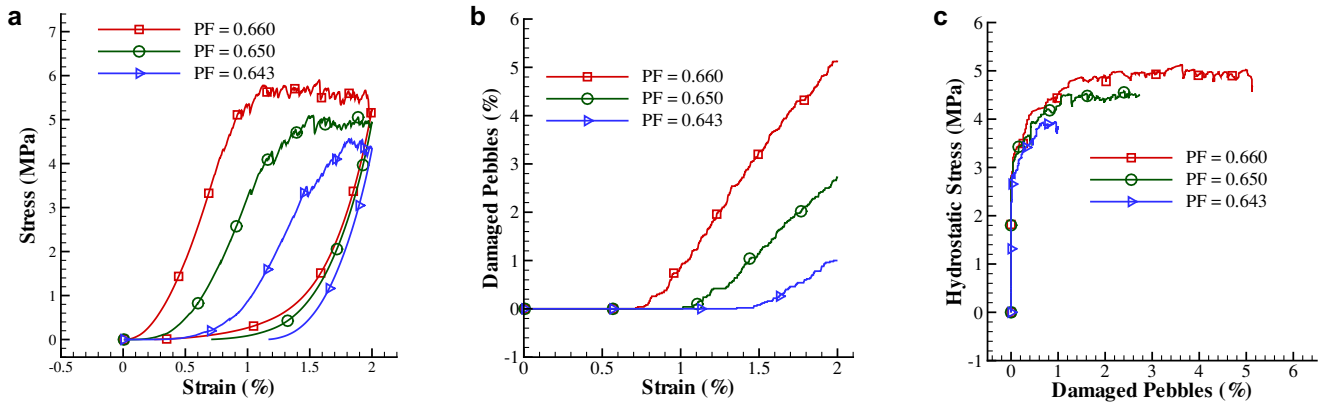 a
Stress (MPa)
7
6
5
4
3
2
1
0
-0.5 0 0.5 1 1.5 2
Strain (%)
PF = 0.660
PF = 0.650
PF = 0.643
b
Damaged Pebbles (%)
6
5
4
3
2
1
0
-1
0 0.5 1 1.5 2
Strain (%)
PF = 0.660
PF = 0.650
PF = 0.643
c
Hydrostatic Stress (MPa)
6
5
4
3
2
1
0
-1
0 1 2 3 4 5 6
Damaged Pebbles (%)
PF = 0.660
PF = 0.650
PF = 0.643